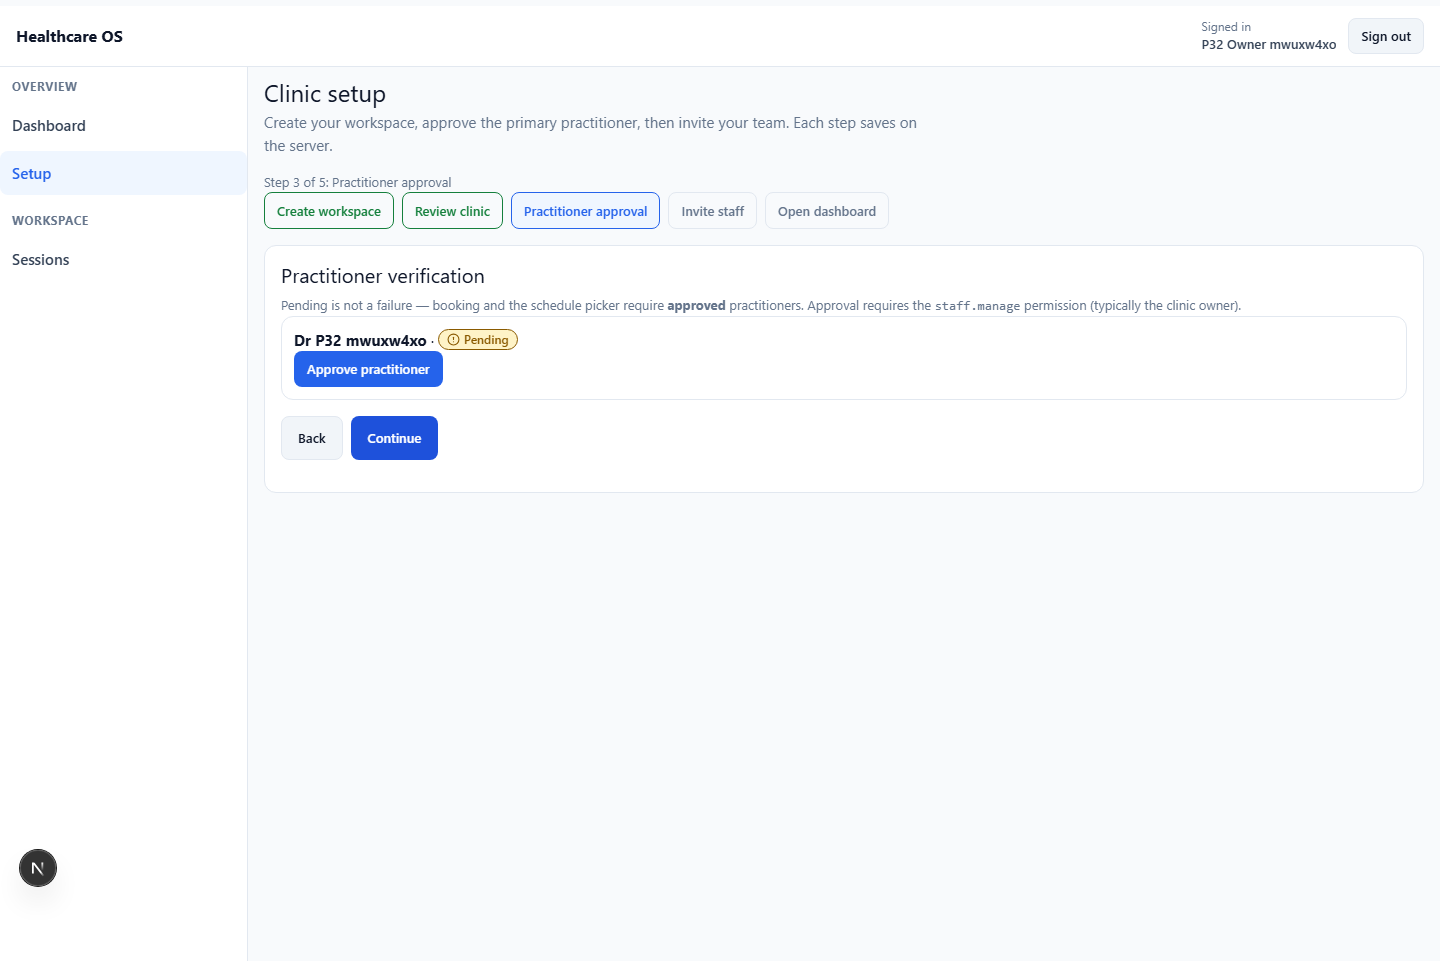 Healthcare OS
Signed in
P32 Owner mwuxw4xo
Sign out
OVERVIEW
Dashboard
Setup
WORKSPACE
Sessions
Clinic setup
Create your workspace, approve the primary practitioner, then invite your team. Each step saves on
the server.
Step 3 of 5: Practitioner approval
Create workspace
Review clinic
Practitioner approval
Invite staff
Open dashboard
Practitioner verification
Pending is not a failure — booking and the schedule picker require approved practitioners. Approval requires the staff.manage permission (typically the clinic owner).
Dr P32 mwuxw4xo · Pending
Approve practitioner
Back
Continue
N